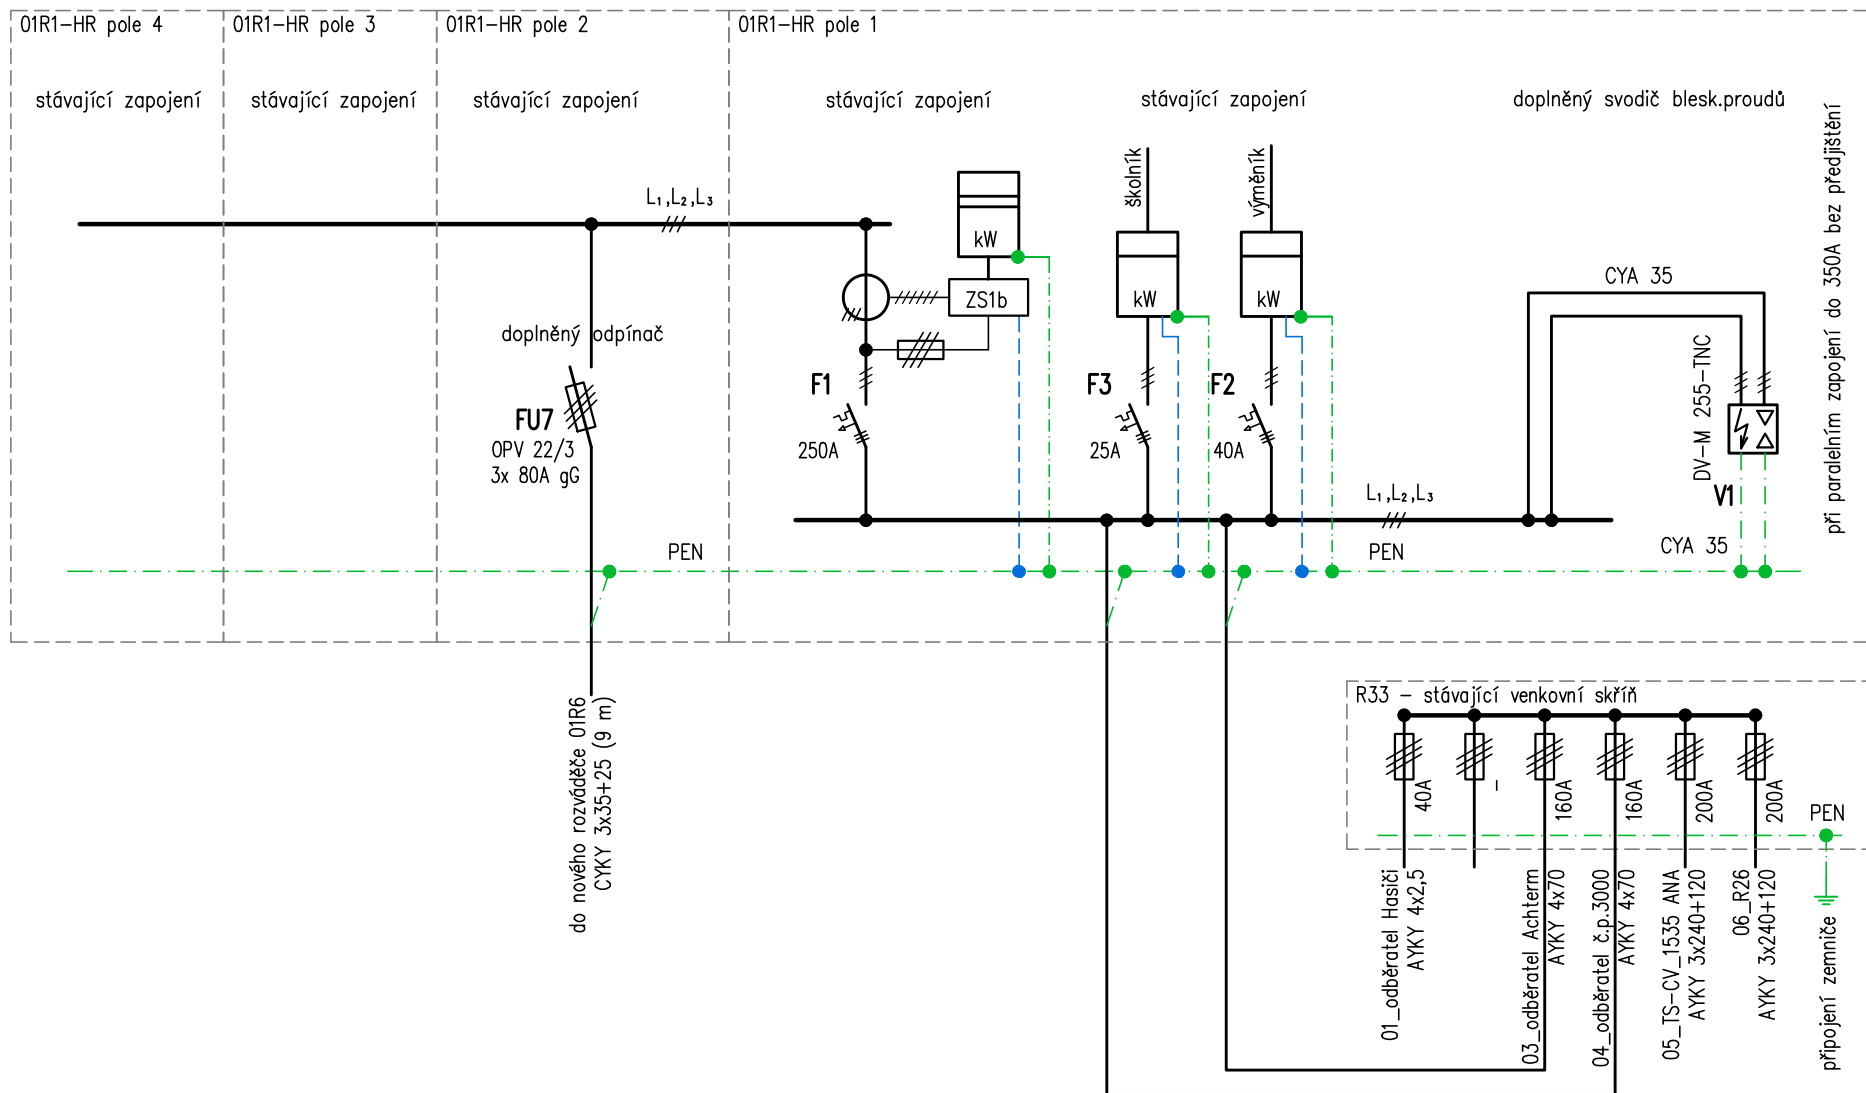 01R1-HR pole 4
01R1-HR pole 3
01R1-HR pole 2
01R1-HR pole 1
stávající zapojení
stávající zapojení
stávající zapojení
stávající zapojení
stávající zapojení
doplněný svodič blesk.proudů
při paralelním zapojení do 350A bez předjištění
školník
výměník
L₁,L₂,L₃
kW
ZS1b
kW
kW
CYA 35
doplněný odpínač
DV-M 255-TNC
V1
FU7
OPV 22/3
3x 80A gG
F1
250A
F3
25A
F2
40A
L₁,L₂,L₃
PEN
PEN
CYA 35
do nového rozváděče 01R6
CYKY 3x35+25 (9 m)
R33 - stávající venkovní skříň
40A
-
160A
160A
200A
200A
PEN
01_odběratel Hasiči
AYKY 4x2,5
03_odběratel Achterm
AYKY 4x70
04_odběratel č.p.3000
AYKY 4x70
05_TS-CV_1535 ANA
AYKY 3x240+120
06_R26
AYKY 3x240+120
připojení zemniče